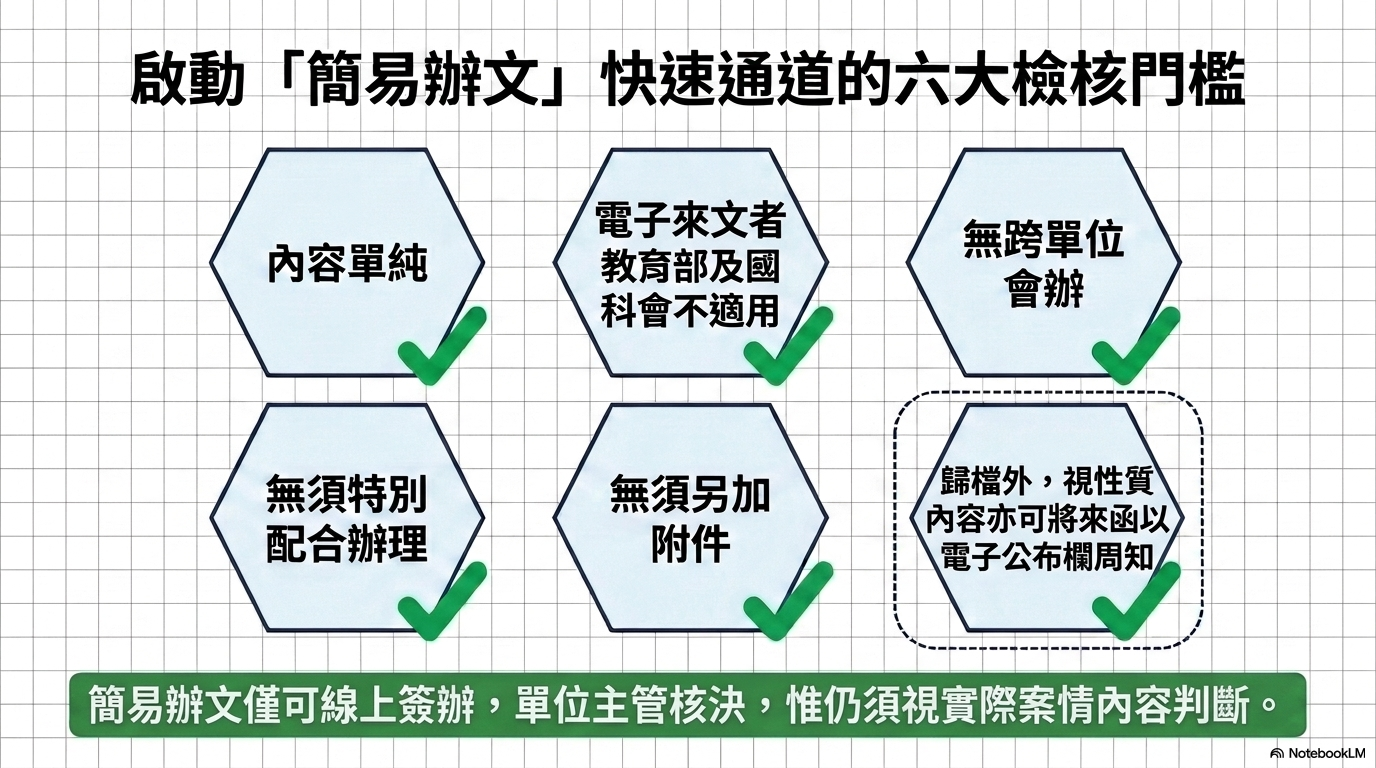 啟動「簡易辦文」快速通道的六大檢核門檻
內容單純
電子來文者
教育部及國
科會不適用
無跨單位
會辦
無須特別
配合辦理
無須另加
附件
歸檔外，視性質
內容亦可將來函以
電子公布欄周知
簡易辦文僅可線上簽辦，單位主管核決，惟仍須視實際案情內容判斷。
NotebookLM